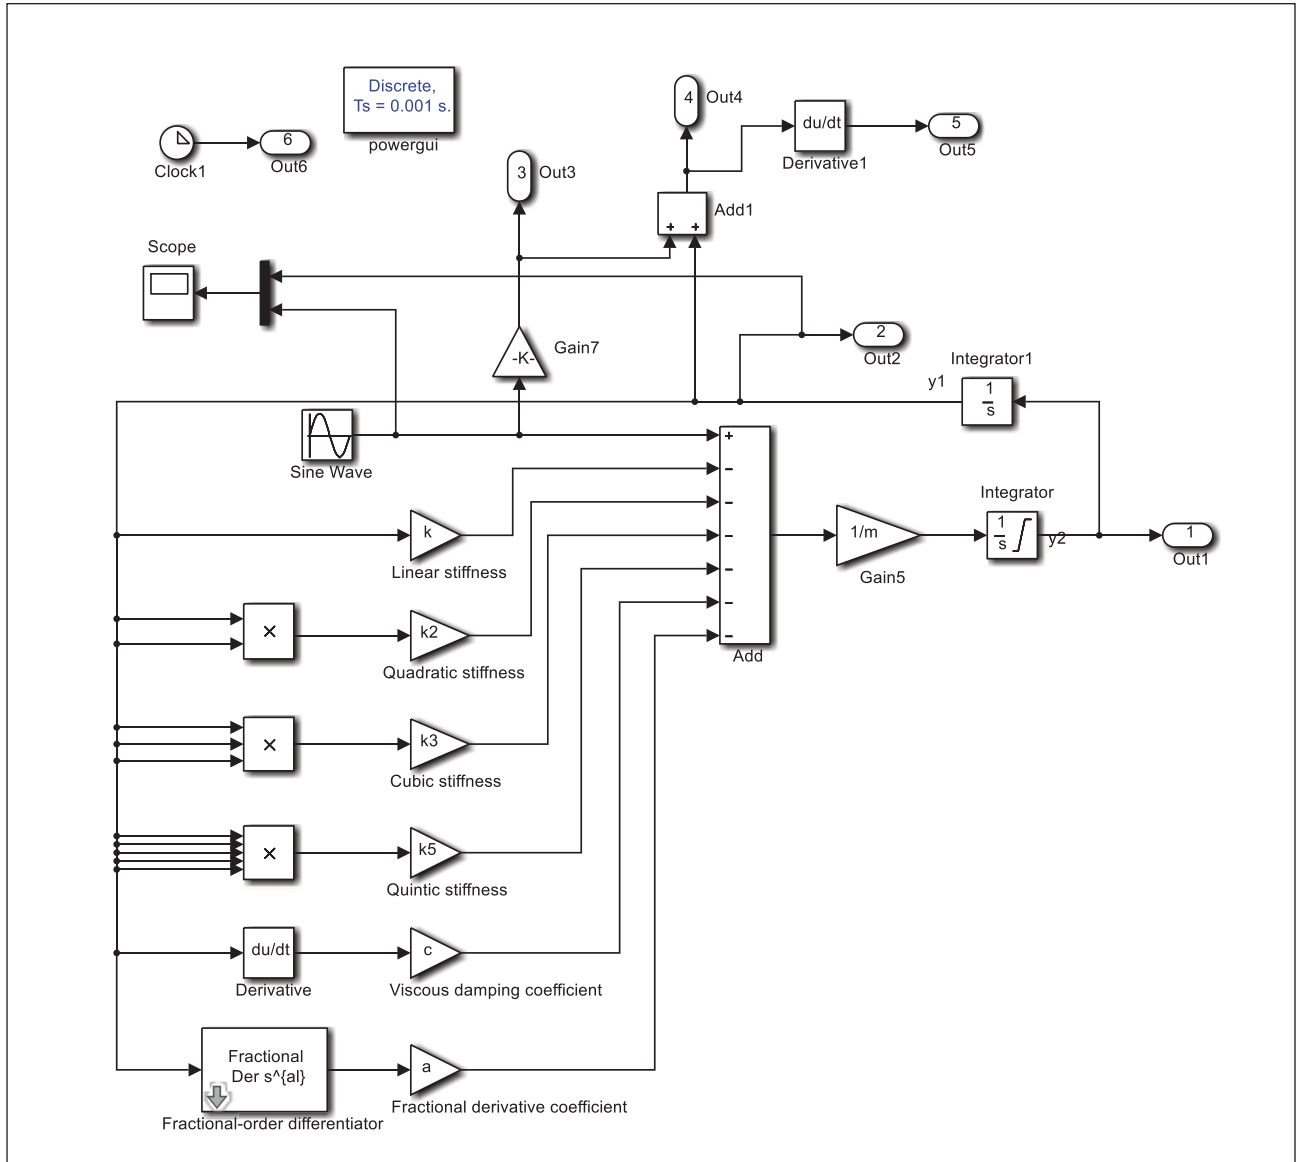 Discrete,
Ts = 0.001 s.
powergui
4
Out4
du/dt
Derivative1
5
Out5
Clock1
6
Out6
3
Out3
+ +
Add1
Scope
-K-
Gain7
2
Out2
Integrator1
y1
1
s
Sine Wave
+
−
−
−
−
−
−
Add
1/m
Gain5
Integrator
1
s
y2
1
Out1
k
Linear stiffness
×
k2
Quadratic stiffness
×
k3
Cubic stiffness
×
k5
Quintic stiffness
du/dt
Derivative
c
Viscous damping coefficient
Fractional
Der s^{al}
Fractional-order differentiator
a
Fractional derivative coefficient